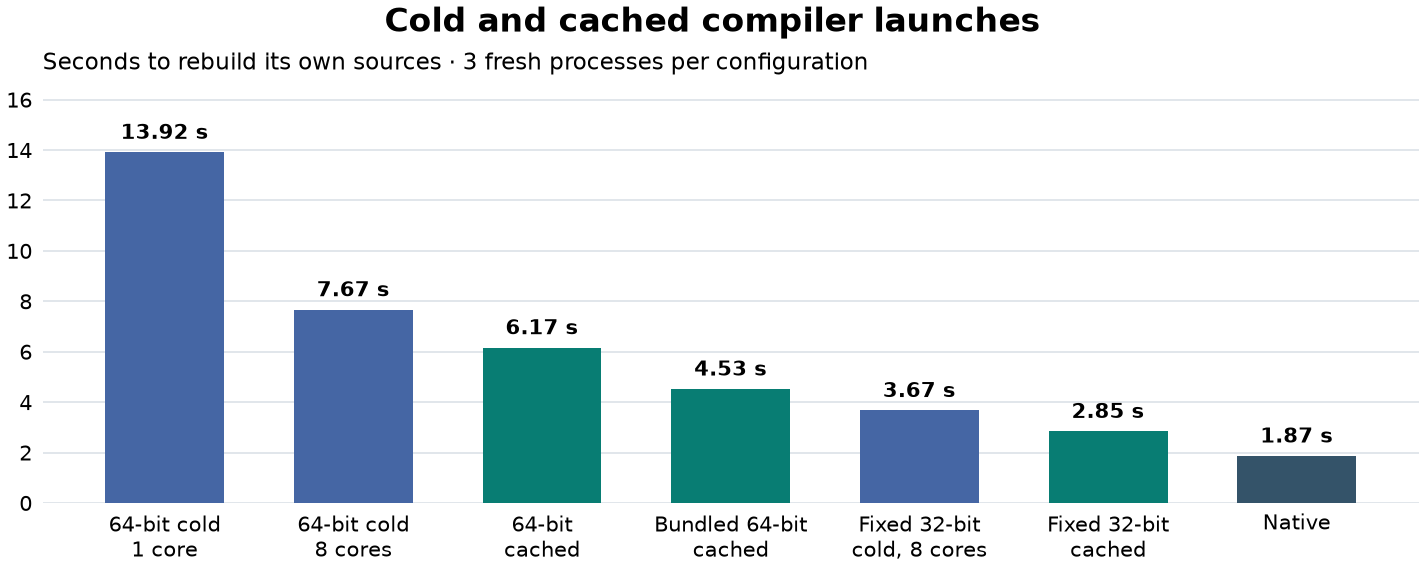 Cold and cached compiler launches
Seconds to rebuild its own sources · 3 fresh processes per configuration
16
14
12
10
8
6
4
2
0
13.92 s
7.67 s
6.17 s
4.53 s
3.67 s
2.85 s
1.87 s
64-bit cold
1 core
64-bit cold
8 cores
64-bit
cached
Bundled 64-bit
cached
Fixed 32-bit
cold, 8 cores
Fixed 32-bit
cached
Native